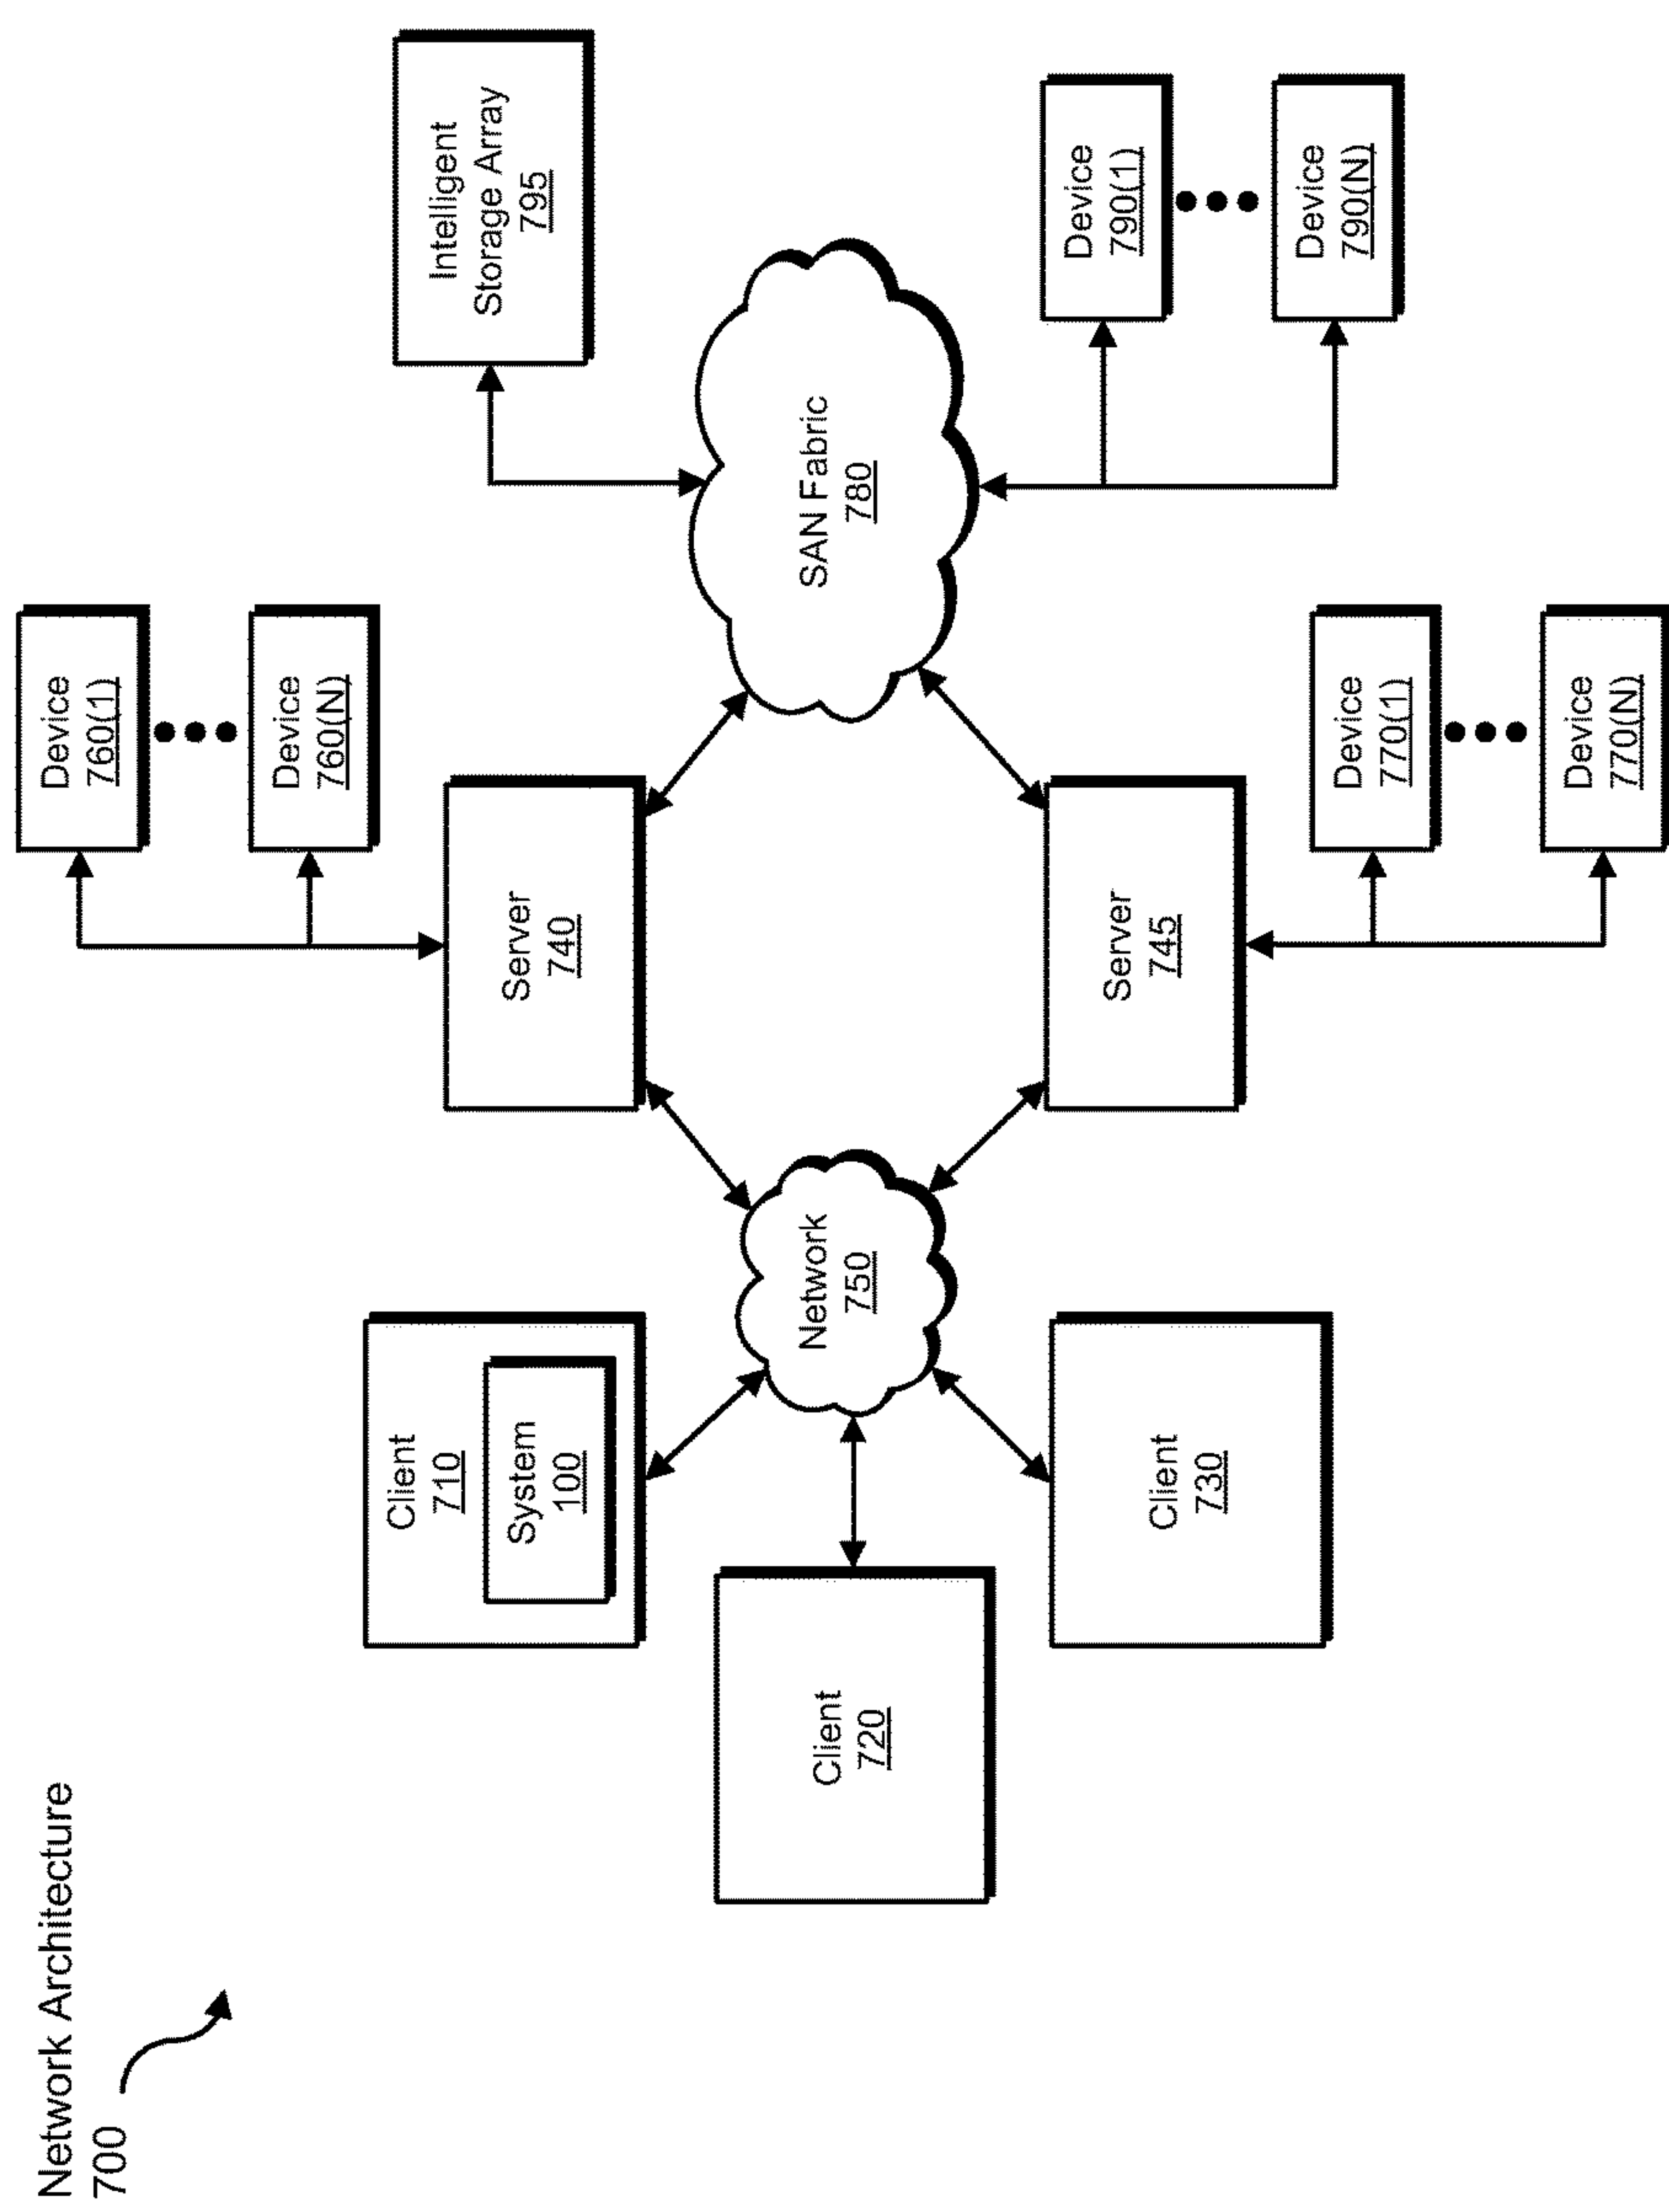 Network Architecture
700
Client
710
System
100
Client
720
Client
730
Network
750
Server
740
Server
745
Device
760(1)
Device
760(N)
Device
770(1)
Device
770(N)
SAN Fabric
780
Intelligent
Storage Array
795
Device
790(1)
Device
790(N)